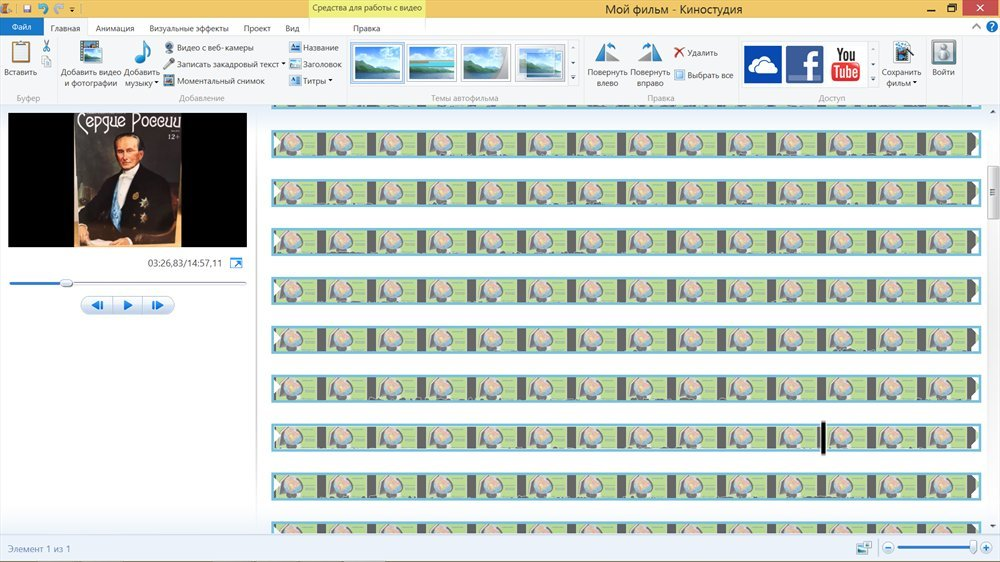 Средства для работы с видео
Мой фильм - Киностудия
Файл
Главная
Анимация
Визуальные эффекты
Проект
Вид
Правка
Вставить
Буфер
Добавить видео
и фотографии
Добавить
музыку
Видео с веб-камеры
Записать закадровый текст
Моментальный снимок
Название
Заголовок
Титры
Добавление
Темы автофильма
Повернуть
влево
Повернуть
вправо
Удалить
Выбрать все
Правка
You
Tube
Доступ
Сохранить
фильм
Войти
Сердце России
12+
03:26,83/14:57,11
Элемент 1 из 1